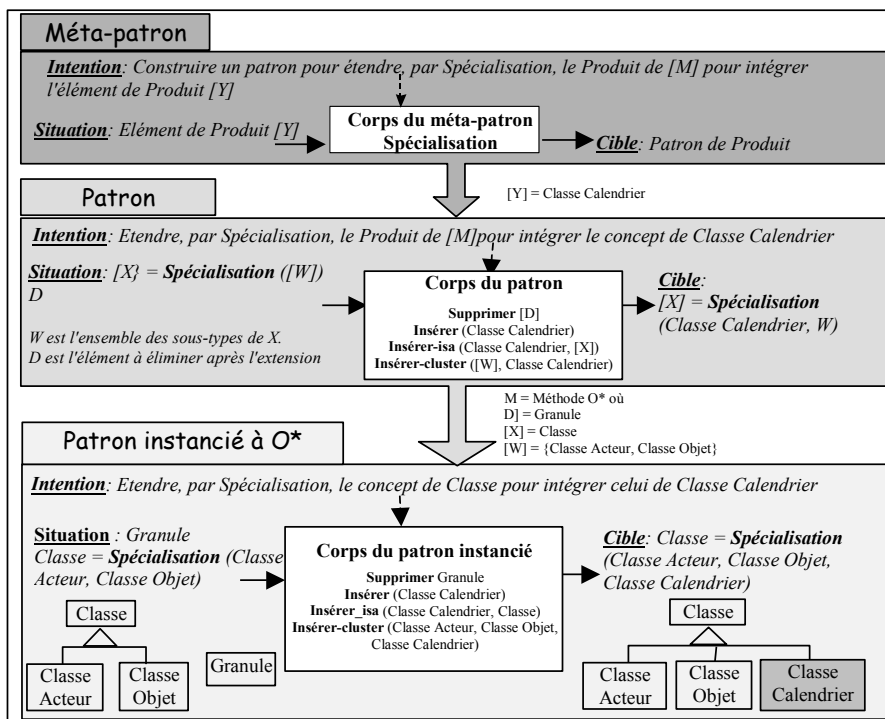 Méta-patron
Intention: Construire un patron pour étendre, par Spécialisation, le Produit de [M] pour intégrer
l'élément de Produit [Y]
Situation: Elément de Produit [Y]
Corps du méta-patron
Spécialisation
Cible: Patron de Produit
[Y] = Classe Calendrier
Patron
Intention: Etendre, par Spécialisation, le Produit de [M]pour intégrer le concept de Classe Calendrier
Situation: [X} = Spécialisation ([W])
D
W est l'ensemble des sous-types de X.
D est l'élément à éliminer après l'extension
Corps du patron
Supprimer [D]
Insérer (Classe Calendrier)
Insérer-isa (Classe Calendrier, [X])
Insérer-cluster ([W], Classe Calendrier)
Cible:
[X] = Spécialisation
(Classe Calendrier, W)
M = Méthode O* où
D] = Granule
[X] = Classe
[W] = {Classe Acteur, Classe Objet}
Patron instancié à O*
Intention: Etendre, par Spécialisation, le concept de Classe pour intégrer celui de Classe Calendrier
Situation : Granule
Classe = Spécialisation (Classe
Acteur, Classe Objet)
Corps du patron instancié
Supprimer Granule
Insérer (Classe Calendrier)
Insérer_isa (Classe Calendrier, Classe)
Insérer-cluster (Classe Acteur, Classe Objet,
Classe Calendrier)
Cible: Classe = Spécialisation
(Classe Acteur, Classe Objet,
Classe Calendrier)
Classe
Classe
Acteur
Classe
Objet
Granule
Classe
Classe
Acteur
Classe
Objet
Classe
Calendrier